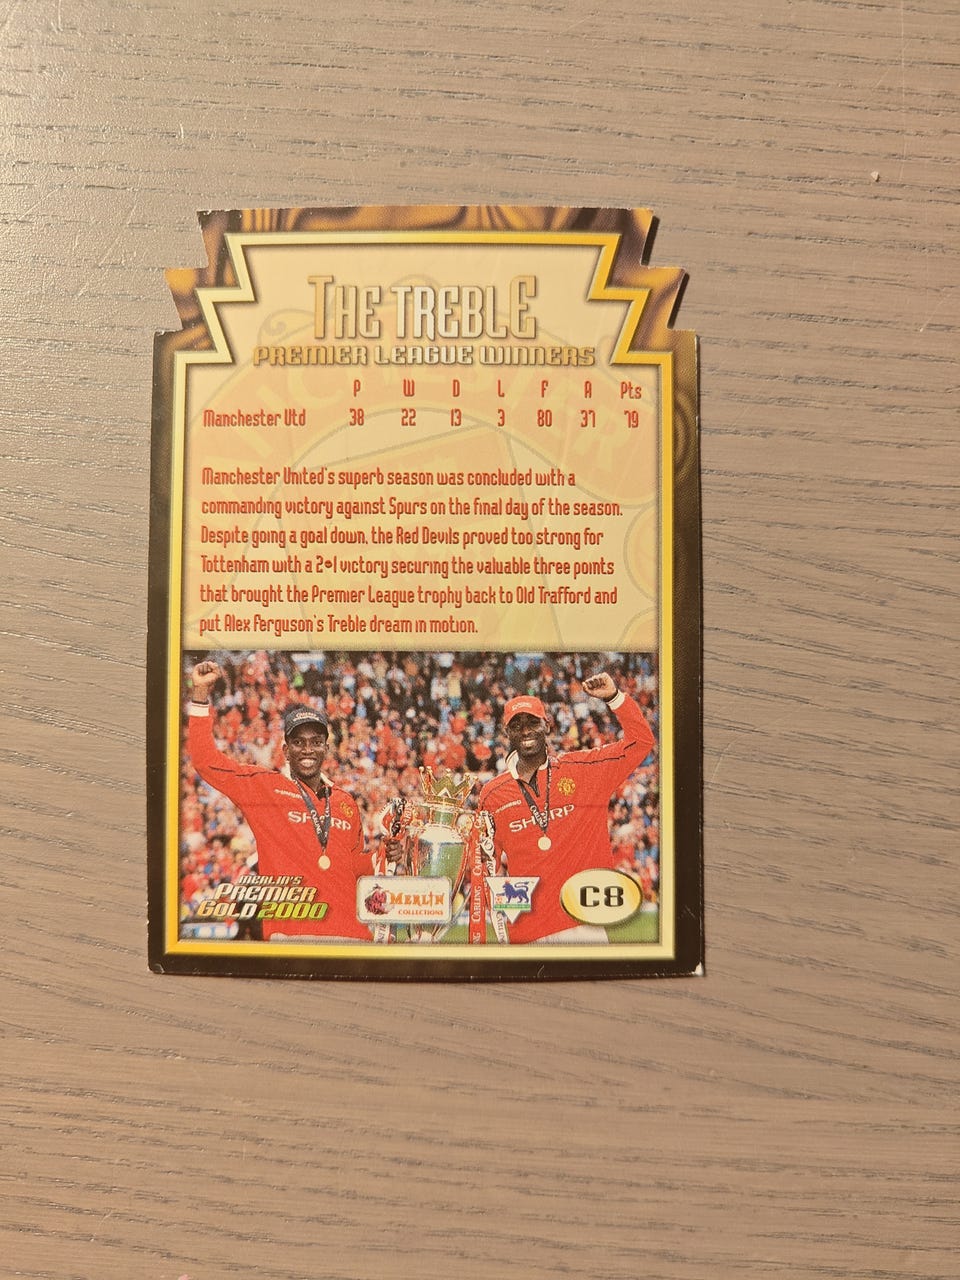 THE TREBLE
PREMIER LEAGUE WINNERS
P W D L F A Pts
Manchester Utd 38 22 13 3 80 37 79
Manchester United's superb season was concluded with a
commanding victory against Spurs on the final day of the season.
Despite going a goal down, the Red Devils proved too strong for
Tottenham with a 2•1 victory securing the valuable three points
that brought the Premier League trophy back to Old Trafford and
put Alex Ferguson's Treble dream in motion.
UMBRO
SHARP
UMBRO
SHARP
CARLING
MERLIN'S
PREMIER
GOLD 2000
MERLIN
COLLECTIONS
CARLING
C8